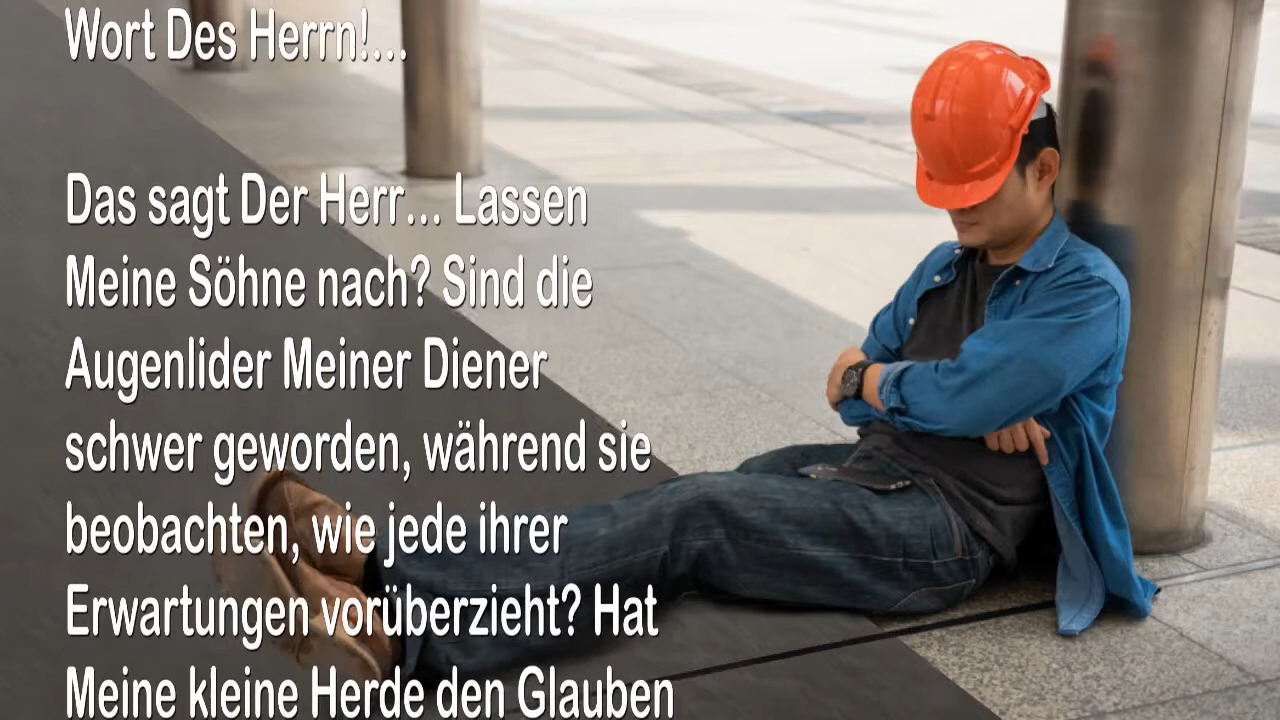 Wort Des Herrn!...
Das sagt Der Herr... Lassen
Meine Söhne nach? Sind die
Augenlider Meiner Diener
schwer geworden, während sie
beobachten, wie jede ihrer
Erwartungen vorüberzieht? Hat
Meine kleine Herde den Glauben